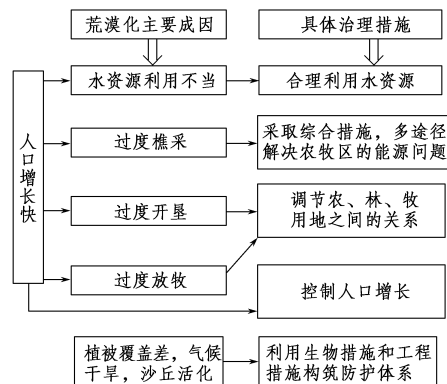 荒漠化主要成因
具体治理措施
人口增长快
水资源利用不当
合理利用水资源
过度樵采
采取综合措施，多途径
解决农牧区的能源问题
过度开垦
调节农、林、牧
用地之间的关系
过度放牧
控制人口增长
植被覆盖差，气候
干旱，沙丘活化
利用生物措施和工程
措施构筑防护体系